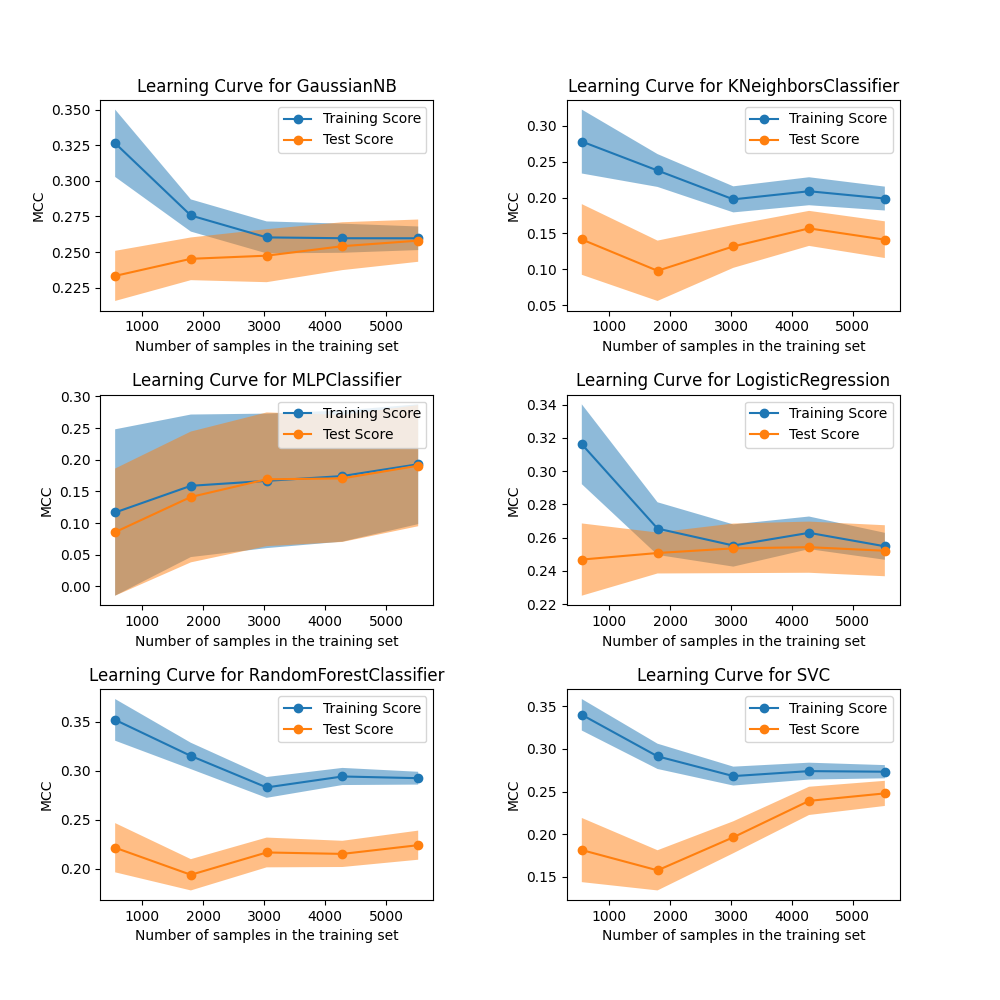 Learning Curve for GaussianNB
0.350
0.325
0.300
0.275
0.250
0.225
MCC
Training Score
Test Score
1000 2000 3000 4000 5000
Number of samples in the training set
Learning Curve for KNeighborsClassifier
0.30
0.25
0.20
0.15
0.10
0.05
MCC
Training Score
Test Score
1000 2000 3000 4000 5000
Number of samples in the training set
Learning Curve for MLPClassifier
0.30
0.25
0.20
0.15
0.10
0.05
0.00
MCC
Training Score
Test Score
1000 2000 3000 4000 5000
Number of samples in the training set
Learning Curve for LogisticRegression
0.34
0.32
0.30
0.28
0.26
0.24
0.22
MCC
Training Score
Test Score
1000 2000 3000 4000 5000
Number of samples in the training set
Learning Curve for RandomForestClassifier
0.35
0.30
0.25
0.20
MCC
Training Score
Test Score
1000 2000 3000 4000 5000
Number of samples in the training set
Learning Curve for SVC
0.35
0.30
0.25
0.20
0.15
MCC
Training Score
Test Score
1000 2000 3000 4000 5000
Number of samples in the training set